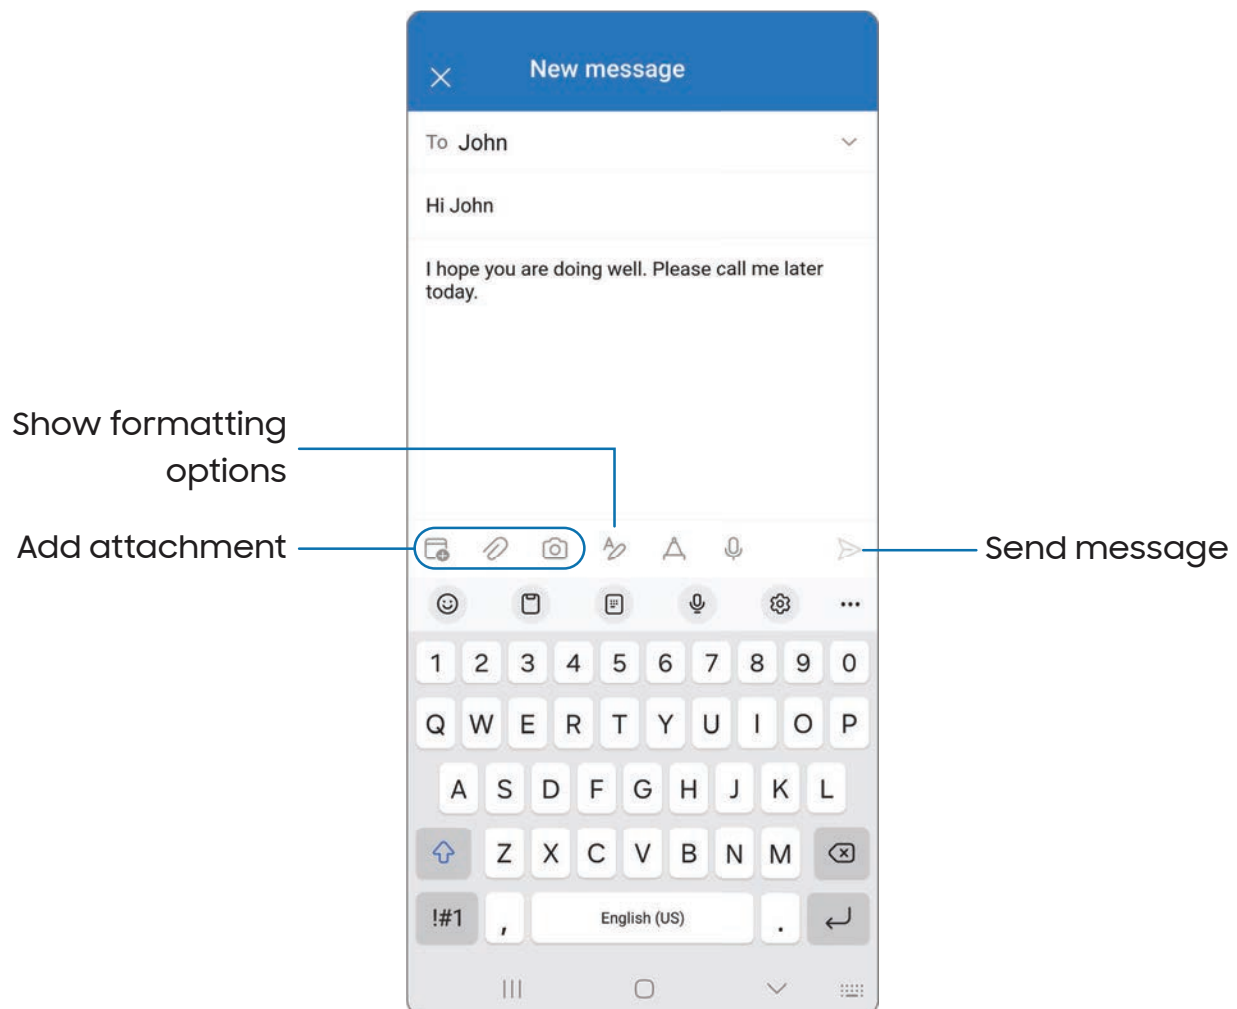 New message
To John
Hi John
I hope you are doing well. Please call me later
today.
Show formatting
options
Add attachment
Send message
1 2 3 4 5 6 7 8 9 0
Q W E R T Y U I O P
A S D F G H J K L
Z X C V B N M
!#1 , English (US) .